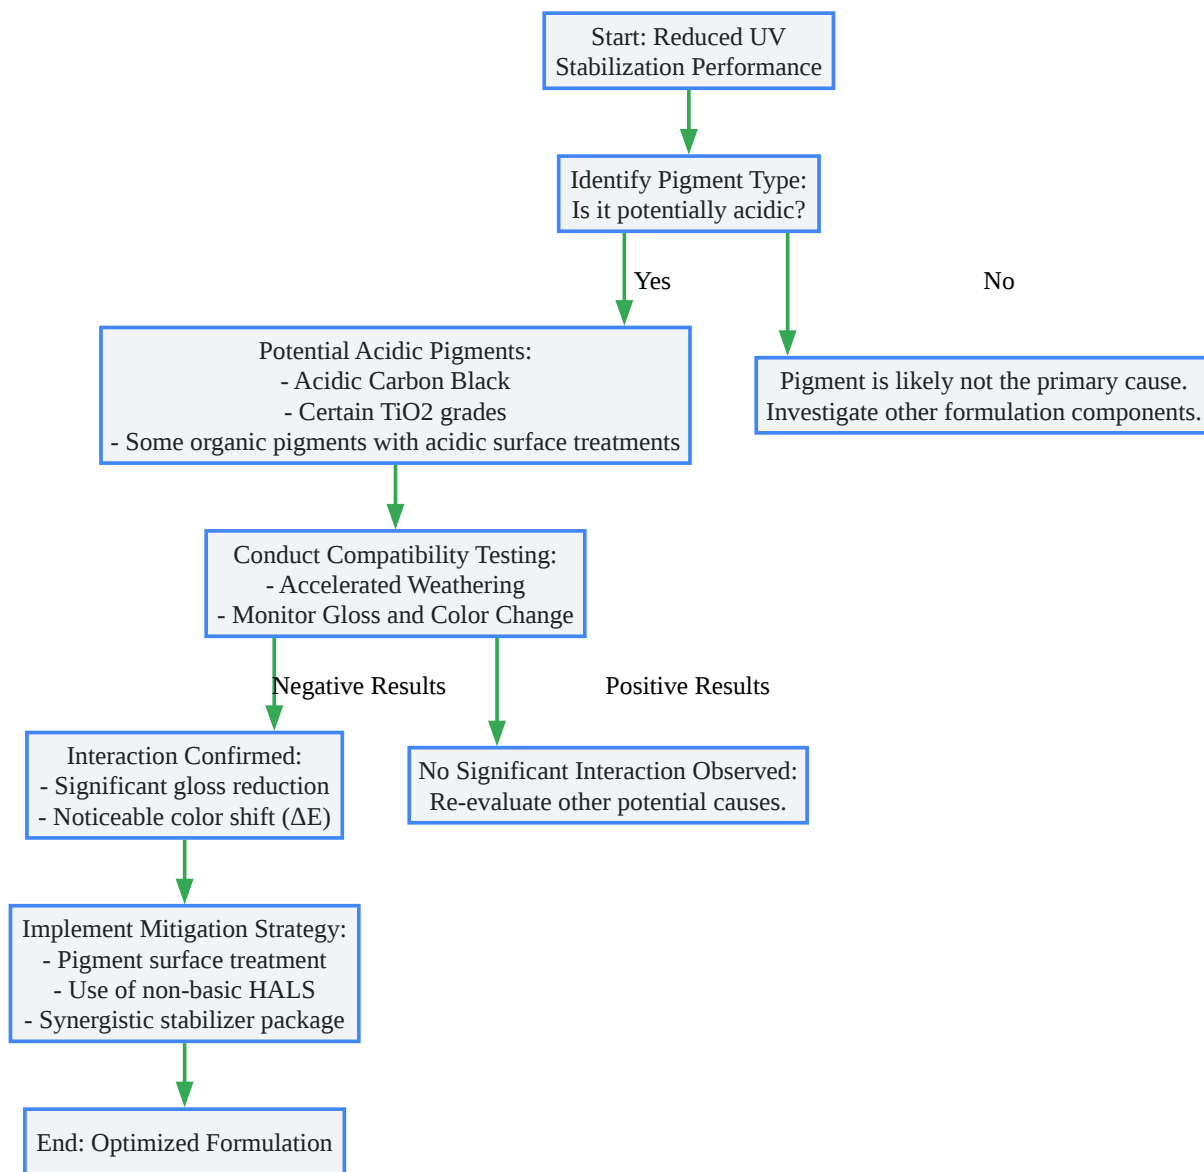 Start: Reduced UV
Stabilization Performance
Identify Pigment Type:
Is it potentially acidic?
Yes
No
Potential Acidic Pigments:
- Acidic Carbon Black
- Certain TiO2 grades
- Some organic pigments with acidic surface treatments
Pigment is likely not the primary cause.
Investigate other formulation components.
Conduct Compatibility Testing:
- Accelerated Weathering
- Monitor Gloss and Color Change
Negative Results
Positive Results
Interaction Confirmed:
- Significant gloss reduction
- Noticeable color shift (ΔE)
No Significant Interaction Observed:
Re-evaluate other potential causes.
Implement Mitigation Strategy:
- Pigment surface treatment
- Use of non-basic HALS
- Synergistic stabilizer package
End: Optimized Formulation